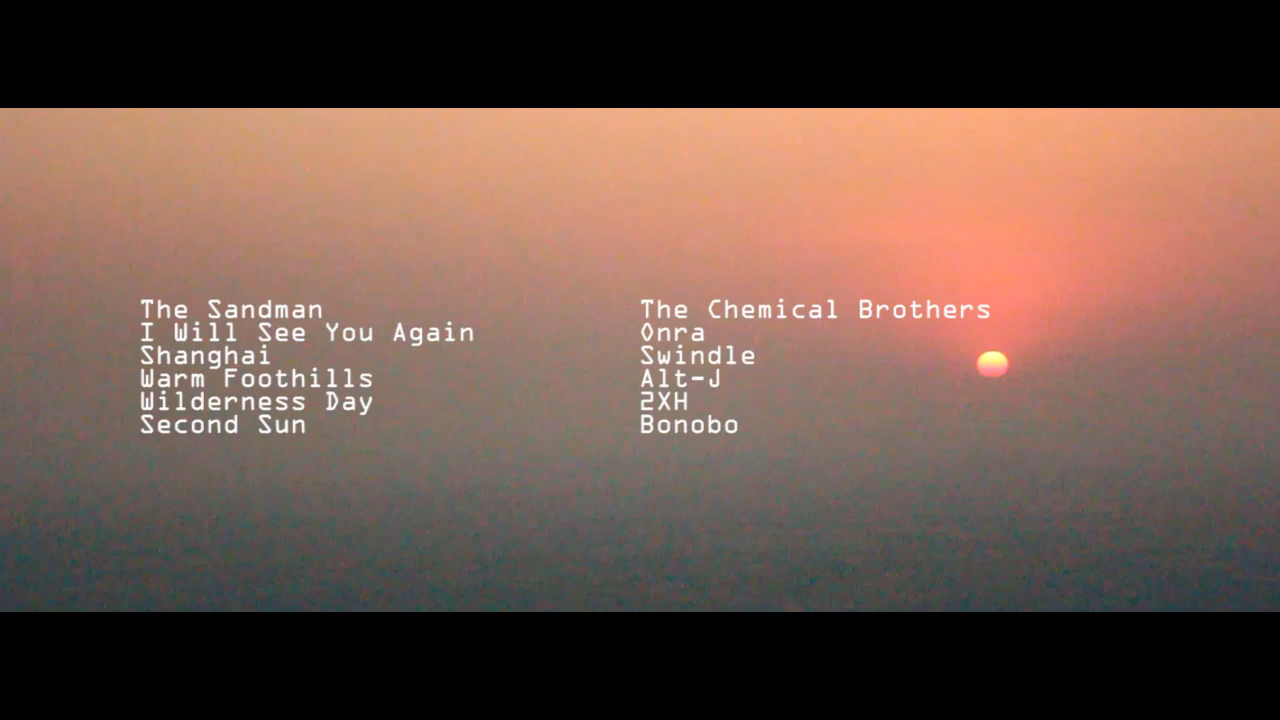 The Sandman The Chemical Brothers
I Will See You Again Onra
Shanghai Swindle
Warm Foothills Alt-J
Wilderness Day 2XH
Second Sun Bonobo